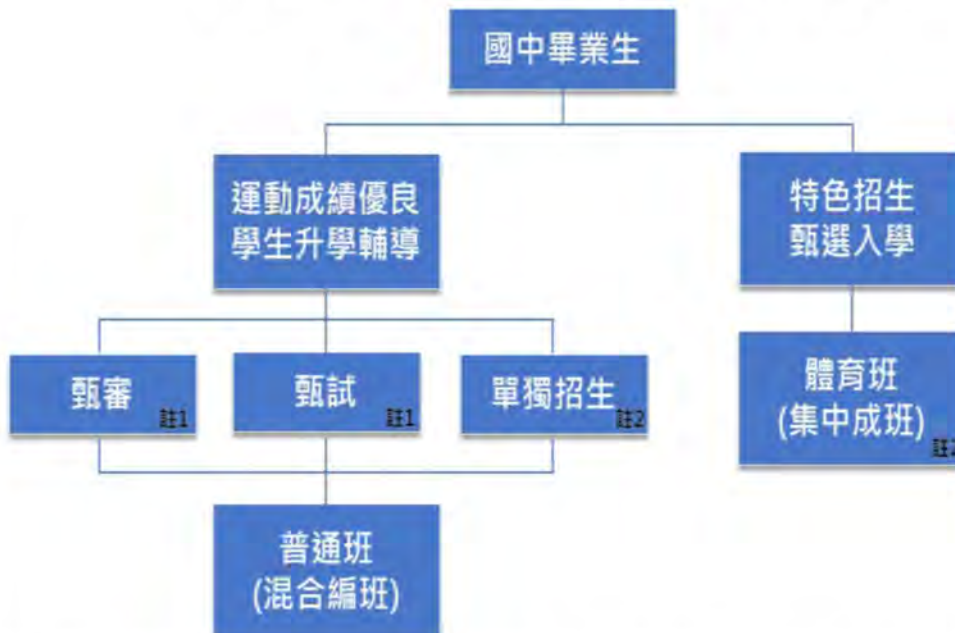 國中畢業生
運動成績優良
學生升學輔導
特色招生
甄選入學
甄審
註1
甄試
註1
單獨招生
註2
體育班
(集中成班)
註2
普通班
(混合編班)